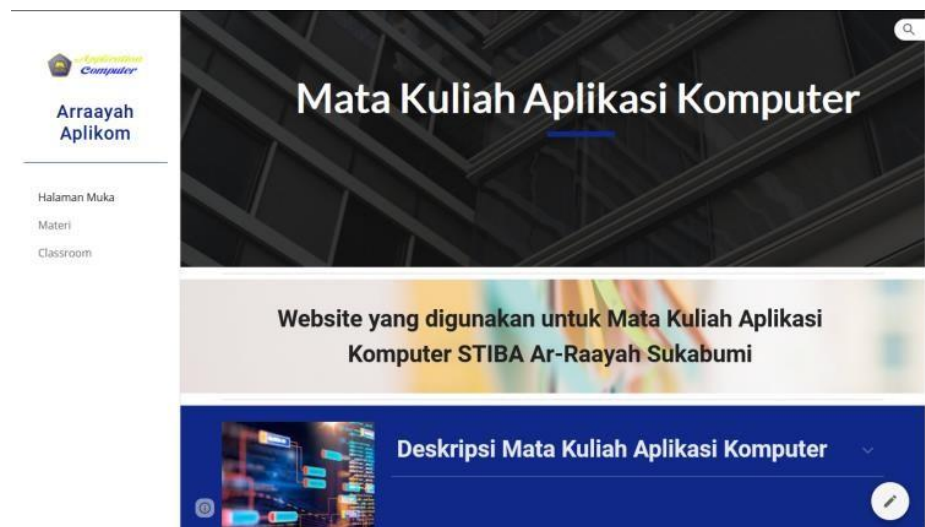 Application
Computer
Arraayah
Aplikom
Halaman Muka
Materi
Classroom
Mata Kuliah Aplikasi Komputer
Website yang digunakan untuk Mata Kuliah Aplikasi
Komputer STIBA Ar-Raayah Sukabumi
Deskripsi Mata Kuliah Aplikasi Komputer